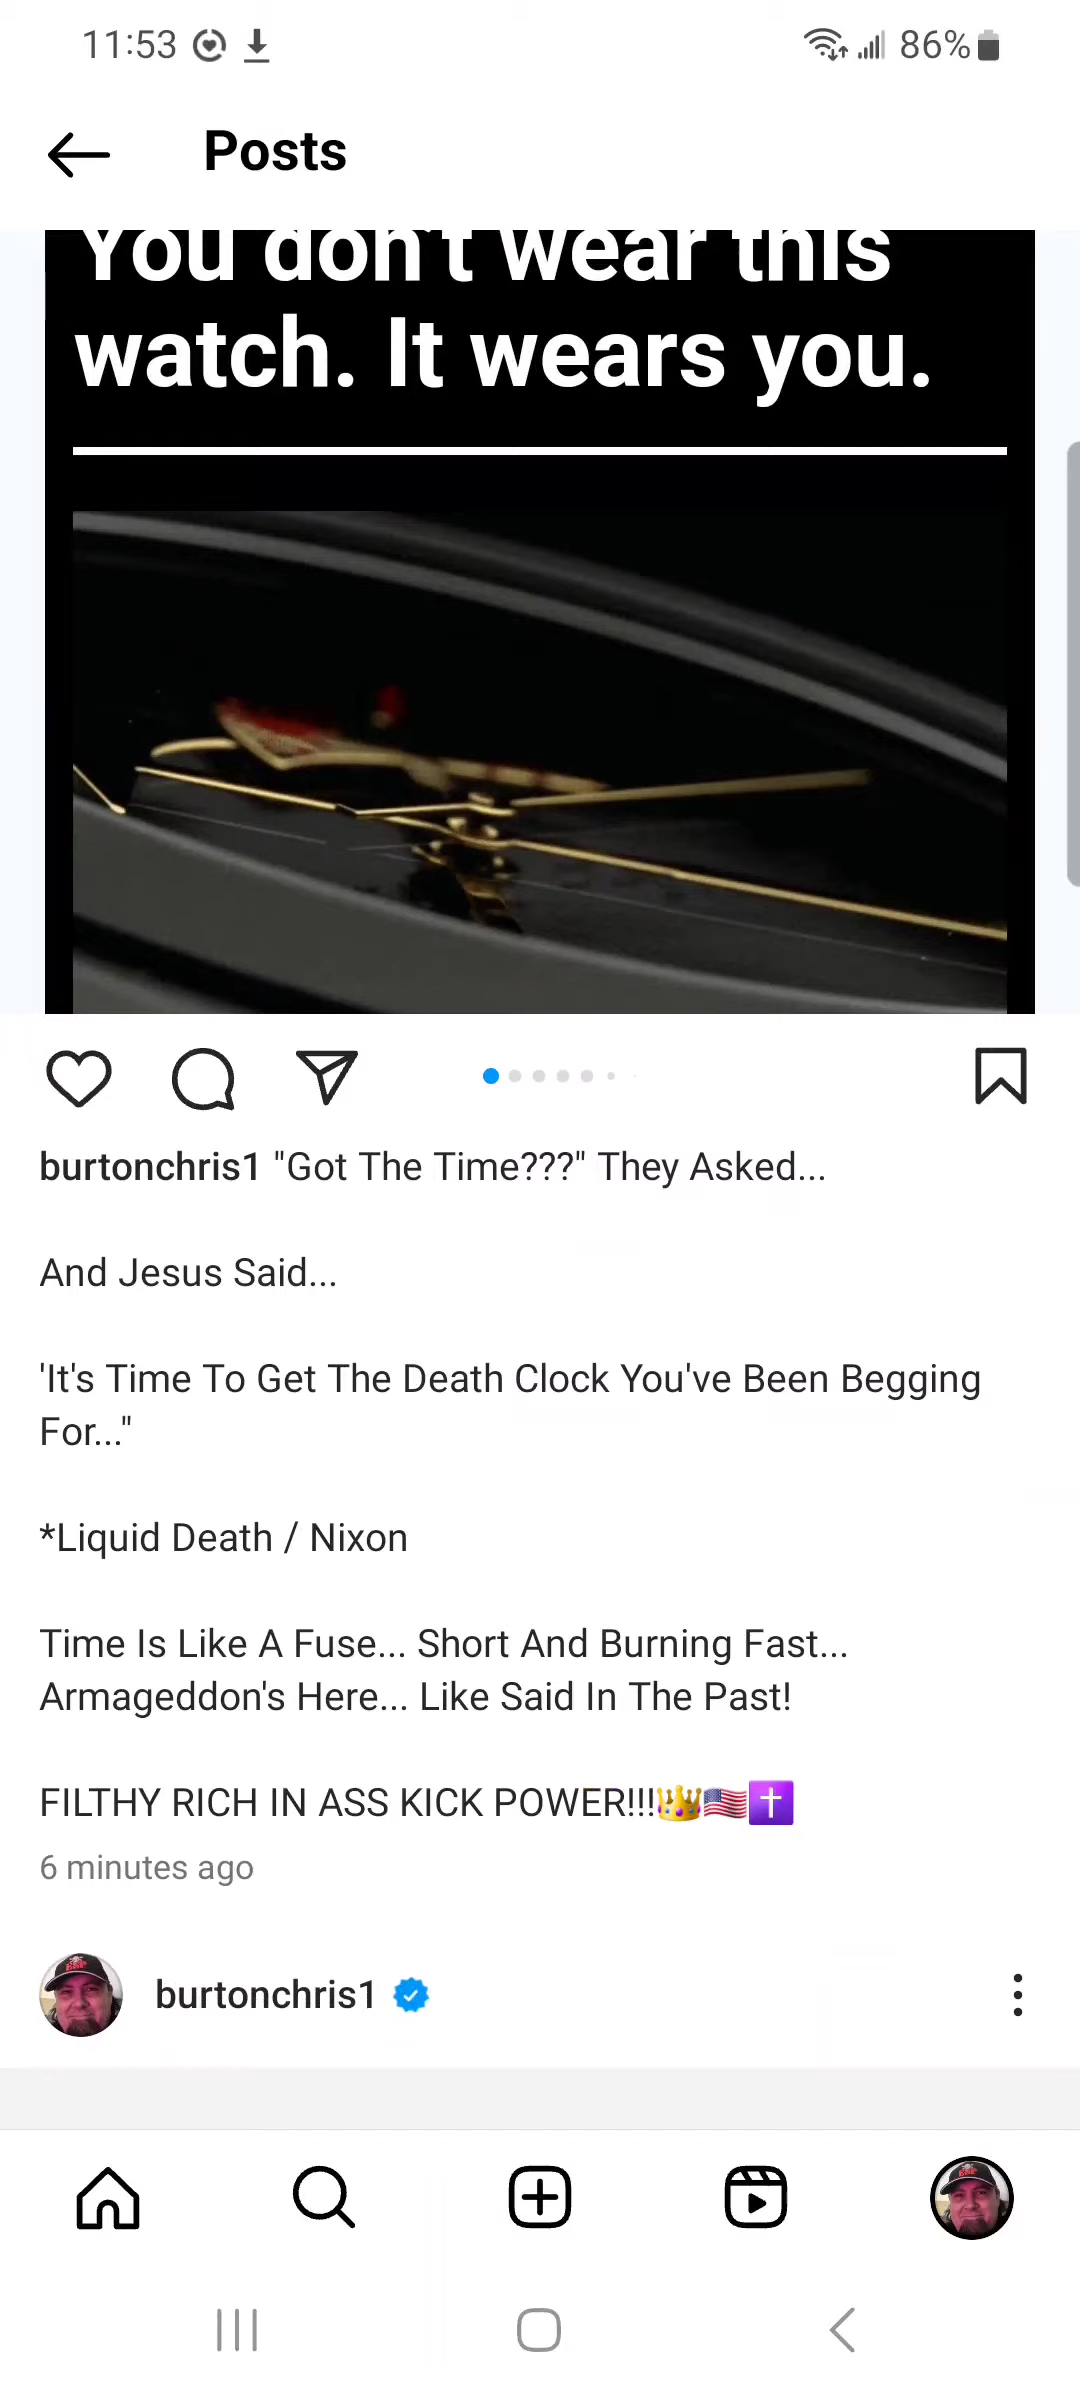 11:53
86%
Posts
You don't wear this
watch. It wears you.
burtonchris1 "Got The Time???" They Asked...
And Jesus Said...
'It's Time To Get The Death Clock You've Been Begging
For..."
*Liquid Death / Nixon
Time Is Like A Fuse... Short And Burning Fast...
Armageddon's Here... Like Said In The Past!
FILTHY RICH IN ASS KICK POWER!!!👑🇺🇸✝️
6 minutes ago
burtonchris1